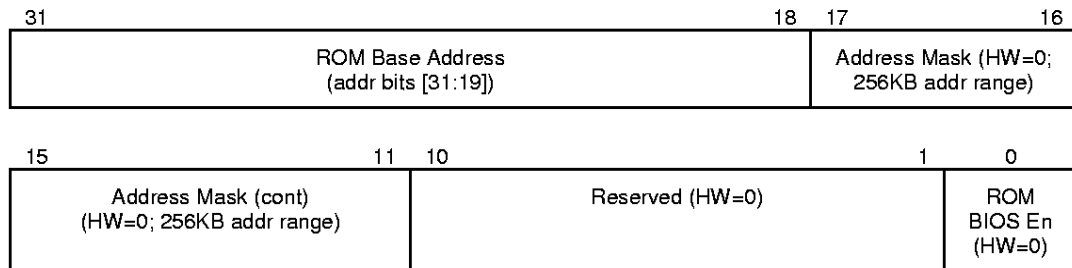 31 18 17 16
ROM Base Address
(addr bits [31:19])
Address Mask (HW=0;
256KB addr range)
15 11 10 1 0
Address Mask (cont)
(HW=0; 256KB addr range)
Reserved (HW=0)
ROM
BIOS En
(HW=0)